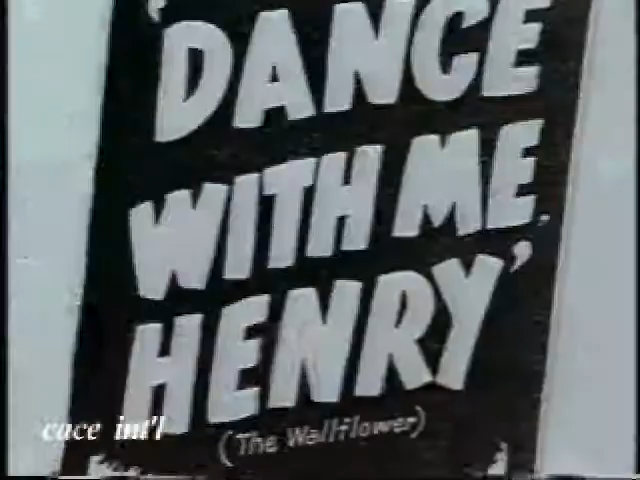 'DANCE
WITH ME,
HENRY'
(The Wallflower)
cace int'l